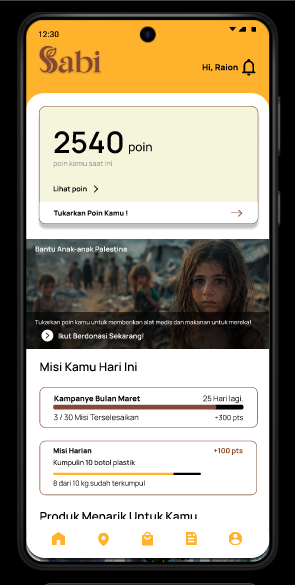 12:30
Sabi
Hi, Raion
2540 poin
poin kamu saat ini
Lihat poin
Tukarkan Poin Kamu !
Bantu Anak-anak Palestina
Tukarkan poin kamu untuk memberikan alat medis dan makanan untuk mereka!
Ikut Berdonasi Sekarang!
Misi Kamu Hari Ini
Kampanye Bulan Maret 25 Hari lagi.
3 / 30 Misi Terselesaikan +300 pts
Misi Harian +100 pts
Kumpulin 10 botol plastik
8 dari 10 kg sudah terkumpul
Produk Menarik Untuk Kamu